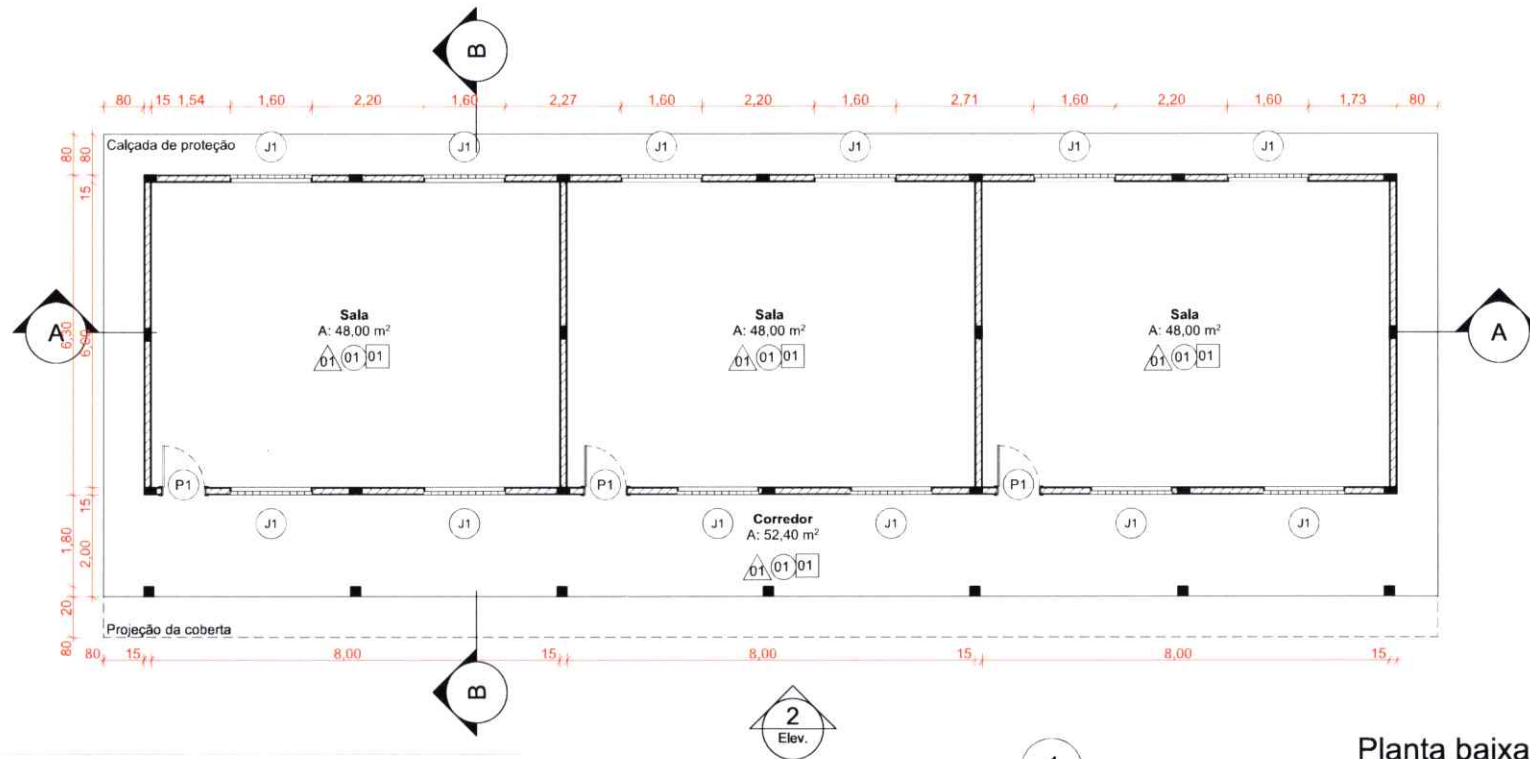 B
80 15 1,54 1,60 2,20 1,60 2,27 1,60 2,20 1,60 2,71 1,60 2,20 1,60 1,73 80
Calçada de proteção
J1 J1 J1 J1 J1 J1
80 80
15
Sala Sala Sala
A: 48,00 m² A: 48,00 m² A: 48,00 m²
01 01 01 01 01 01 01 01 01
A A
6,30 6,00
P1 P1 P1
15
J1 J1 J1 J1 J1 J1
Corredor
A: 52,40 m²
1,80 2,00
01 01 01
20
Projeção da coberta
80
80 15 8,00 15 8,00 15 8,00 15
B
2
Elev.
Planta baixa